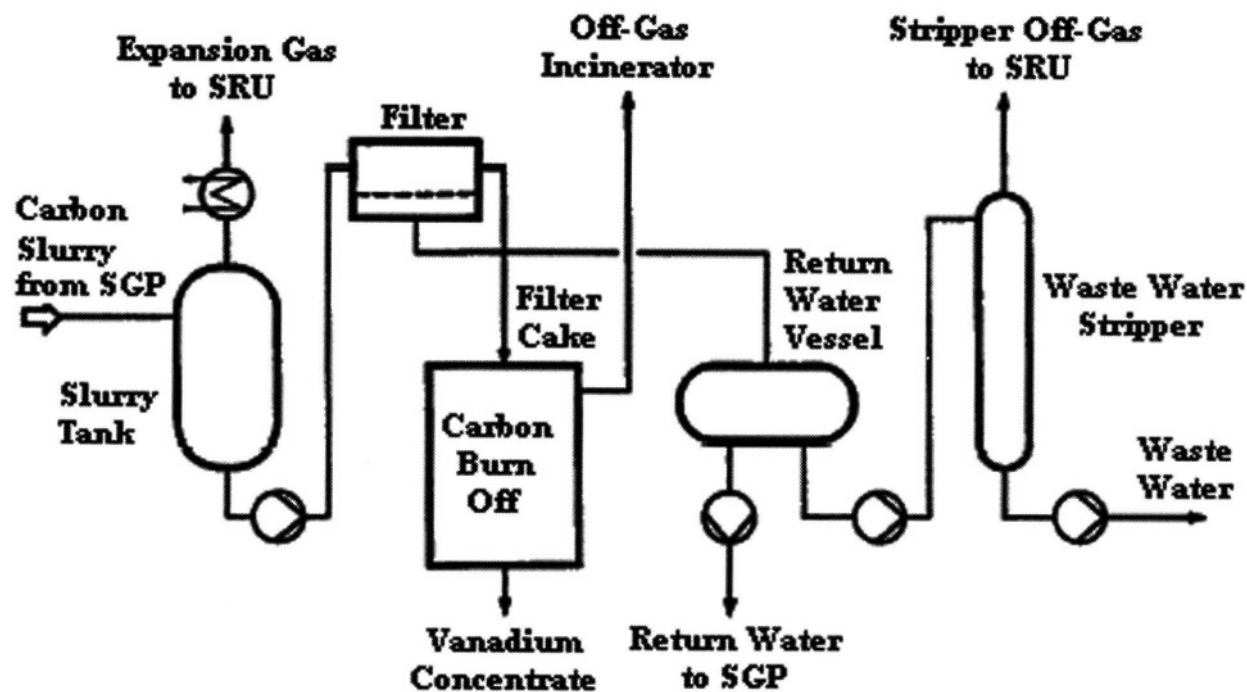 Expansion Gas
to SRU
Off-Gas
Incinerator
Stripper Off-Gas
to SRU
Filter
Carbon
Slurry
from SGP
Filter
Cake
Return
Water
Vessel
Waste Water
Stripper
Slurry
Tank
Carbon
Burn
Off
Waste
Water
Vanadium
Concentrate
Return Water
to SGP